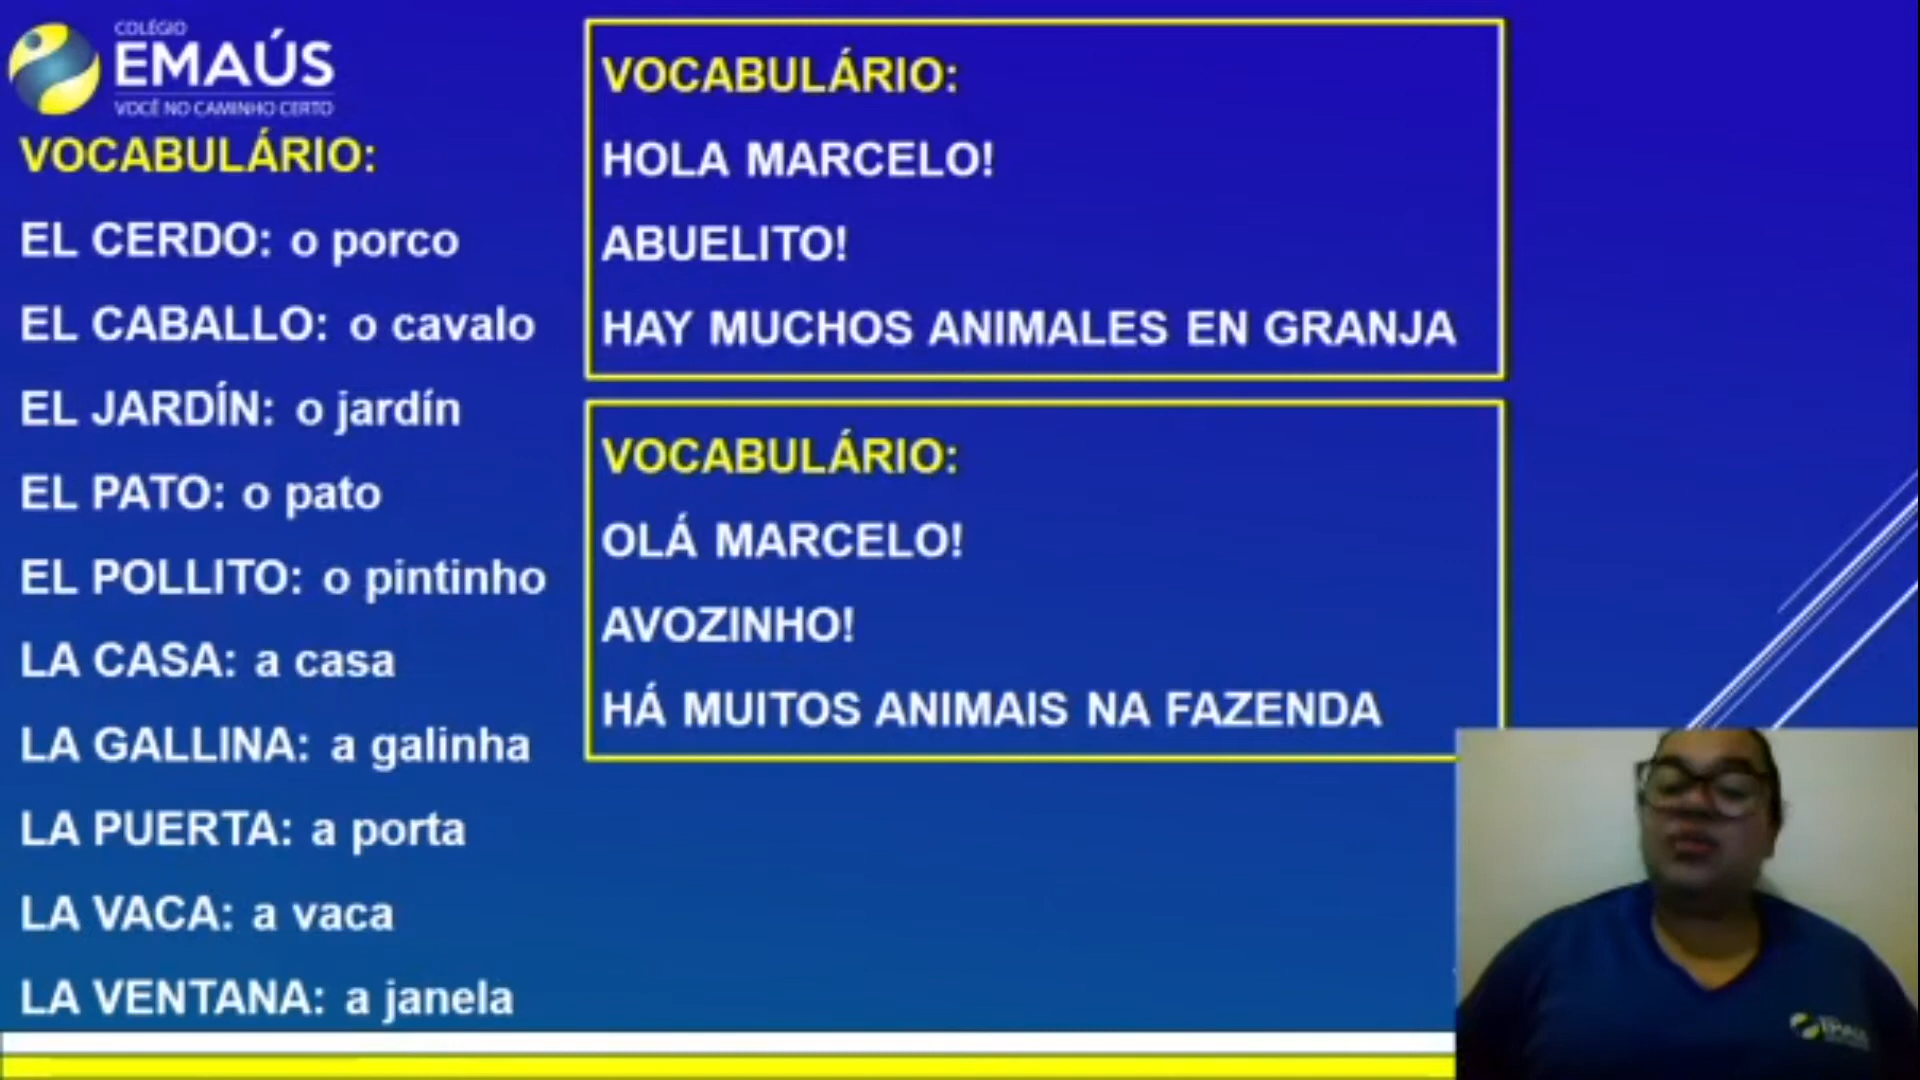 COLÉGIO
EMAÚS
VOCÊ NO CAMINHO CERTO
VOCABULÁRIO:
EL CERDO: o porco
EL CABALLO: o cavalo
EL JARDÍN: o jardín
EL PATO: o pato
EL POLLITO: o pintinho
LA CASA: a casa
LA GALLINA: a galinha
LA PUERTA: a porta
LA VACA: a vaca
LA VENTANA: a janela
VOCABULÁRIO:
HOLA MARCELO!
ABUELITO!
HAY MUCHOS ANIMALES EN GRANJA
VOCABULÁRIO:
OLÁ MARCELO!
AVOZINHO!
HÁ MUITOS ANIMAIS NA FAZENDA